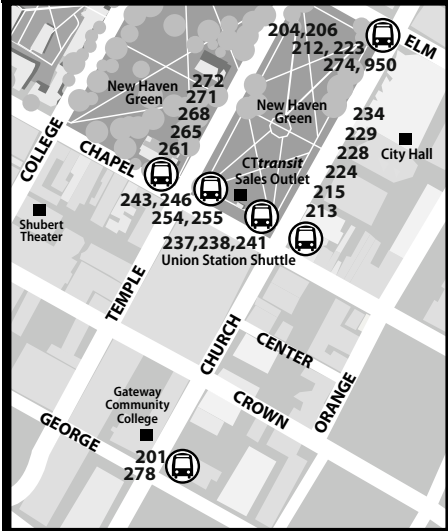 204,206
212, 223
274, 950
ELM
New Haven
Green
272
271
268
265
261
New Haven
Green
234
229
228
224
215
213
City Hall
COLLEGE
CHAPEL
CTtransit
Sales Outlet
243, 246
254, 255
237,238,241
Union Station Shuttle
Shubert
Theater
TEMPLE
CHURCH
CENTER
ORANGE
CROWN
Gateway
Community
College
GEORGE
201
278